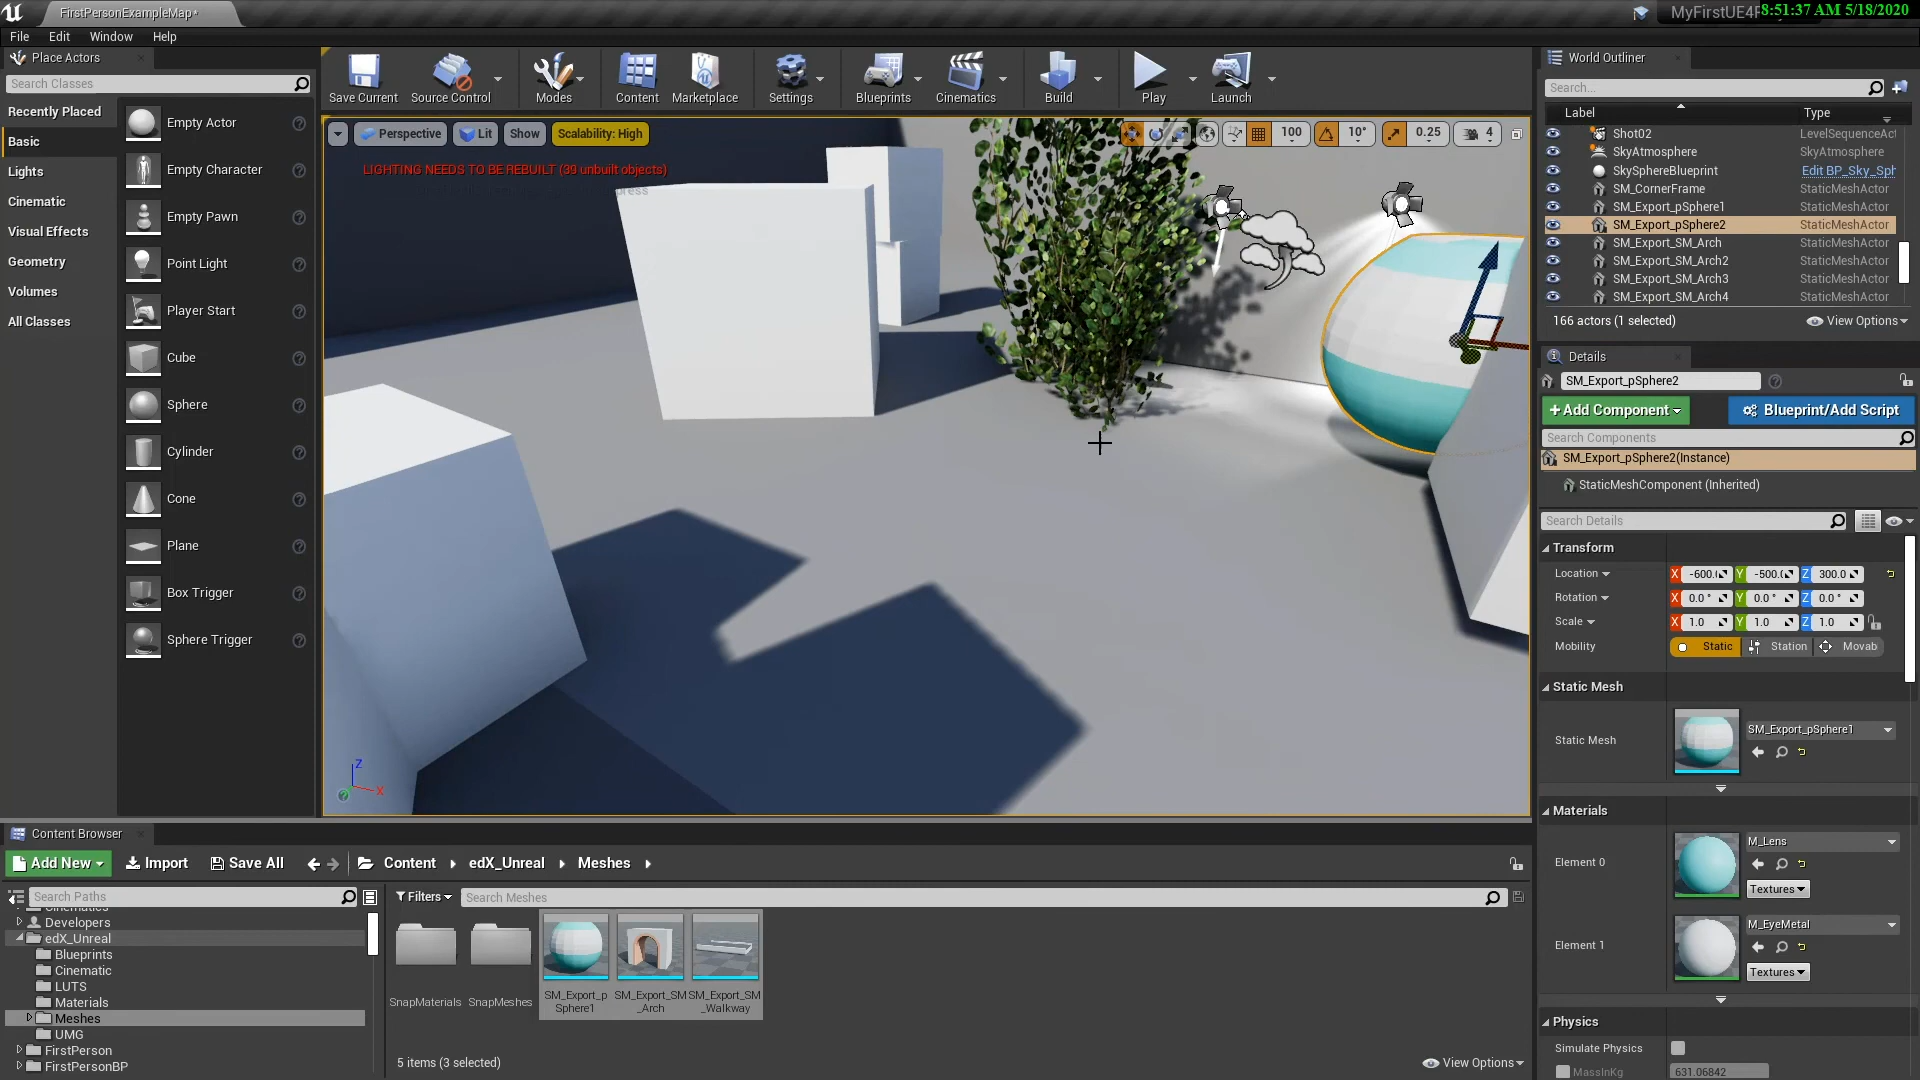 FirstPersonExampleMap*
MyFirstUE4F
8:51:37 AM 5/18/2020
File Edit Window Help
Place Actors
Search Classes
Recently Placed
Basic
Lights
Cinematic
Visual Effects
Geometry
Volumes
All Classes
Empty Actor
Empty Character
Empty Pawn
Point Light
Player Start
Cube
Sphere
Cylinder
Cone
Plane
Box Trigger
Sphere Trigger
Save Current
Source Control
Modes
Content
Marketplace
Settings
Blueprints
Cinematics
Build
Play
Launch
Perspective
Lit
Show
Scalability: High
100
10°
0.25
4
LIGHTING NEEDS TO BE REBUILT (39 unbuilt objects)
World Outliner
Search...
Label Type
Shot02 LevelSequenceAct
SkyAtmosphere SkyAtmosphere
SkySphereBlueprint Edit BP_Sky_Sph
SM_CornerFrame StaticMeshActor
SM_Export_pSphere1 StaticMeshActor
SM_Export_pSphere2 StaticMeshActor
SM_Export_SM_Arch StaticMeshActor
SM_Export_SM_Arch2 StaticMeshActor
SM_Export_SM_Arch3 StaticMeshActor
SM_Export_SM_Arch4 StaticMeshActor
166 actors (1 selected)
View Options
Details
SM_Export_pSphere2
+Add Component
Blueprint/Add Script
Search Components
SM_Export_pSphere2(Instance)
StaticMeshComponent (Inherited)
Search Details
Transform
Location X -600.( Y -500.( Z 300.0
Rotation X 0.0 ° Y 0.0 ° Z 0.0 °
Scale X 1.0 Y 1.0 Z 1.0
Mobility Static Station Movab
Static Mesh
Static Mesh
SM_Export_pSphere1
Materials
Element 0
M_Lens
Textures
Element 1
M_EyeMetal
Textures
Physics
Simulate Physics
MassInKg 631.06842
Content Browser
Add New
Import
Save All
Content
edX_Unreal
Meshes
Search Paths
Filters
Search Meshes
Developers
edX_Unreal
Blueprints
Cinematic
LUTS
Materials
Meshes
UMG
FirstPerson
FirstPersonBP
SnapMaterials
SnapMeshes
SM_Export_p
Sphere1
SM_Export_SM
_Arch
SM_Export_SM
_Walkway
5 items (3 selected)
View Options
X
Z